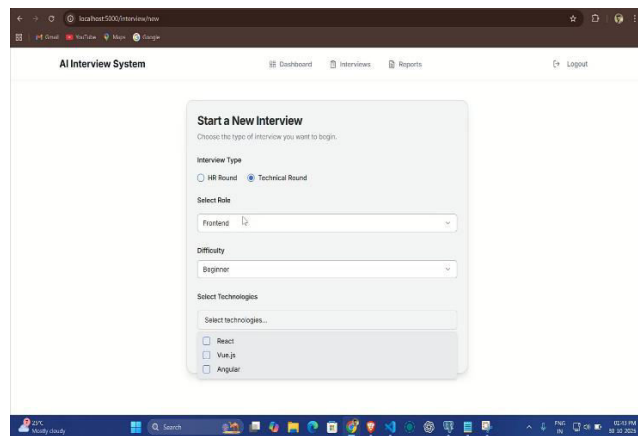 localhost:5000/interview/new
Gmail YouTube Maps Google
AI Interview System Dashboard Interviews Reports Logout
Start a New Interview
Choose the type of interview you want to begin.
Interview Type
HR Round Technical Round
Select Role
Frontend
Difficulty
Beginner
Select Technologies
Select technologies...
React
Vue.js
Angular
Mostly cloudy
Search
ENG
IN